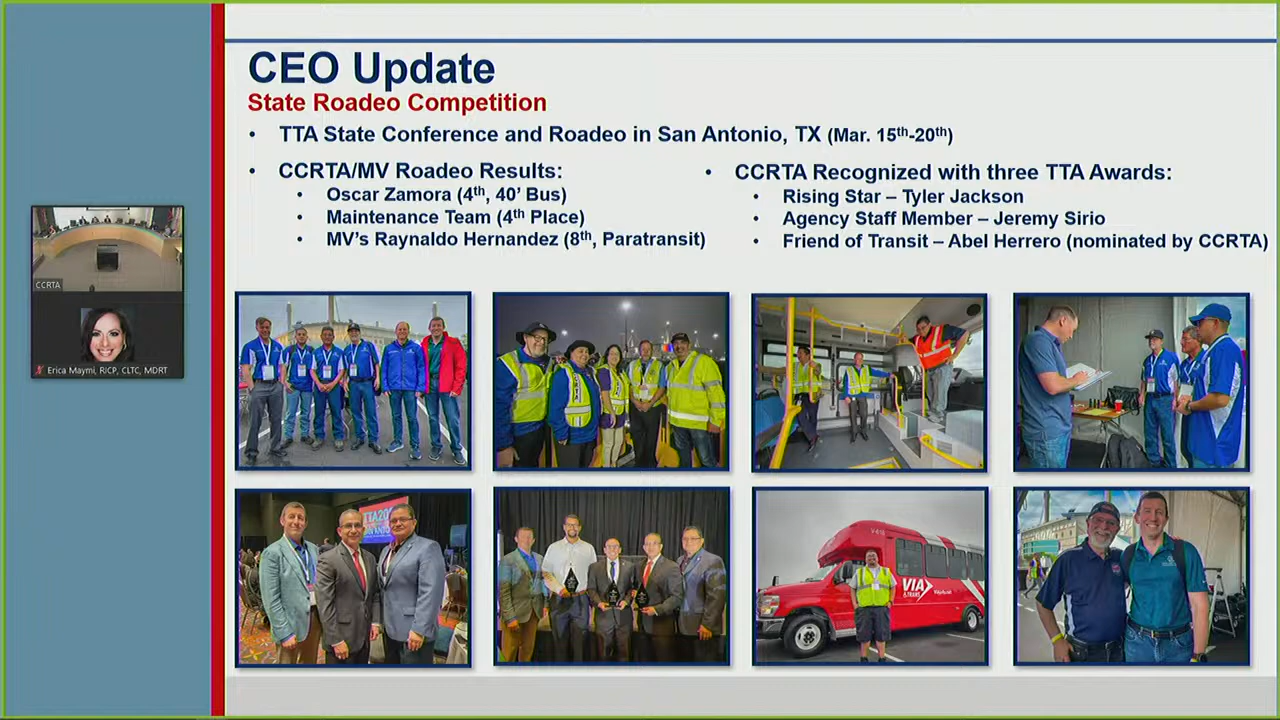 CEO Update
State Roadeo Competition
• TTA State Conference and Roadeo in San Antonio, TX (Mar. 15th-20th)
• CCRTA/MV Roadeo Results:
• Oscar Zamora (4th, 40' Bus)
• Maintenance Team (4th Place)
• MV's Raynaldo Hernandez (8th, Paratransit)
• CCRTA Recognized with three TTA Awards:
• Rising Star – Tyler Jackson
• Agency Staff Member – Jeremy Sirio
• Friend of Transit – Abel Herrero (nominated by CCRTA)
CCRTA
Erica Maymi, RICP, CLTC, MDRT
VIA